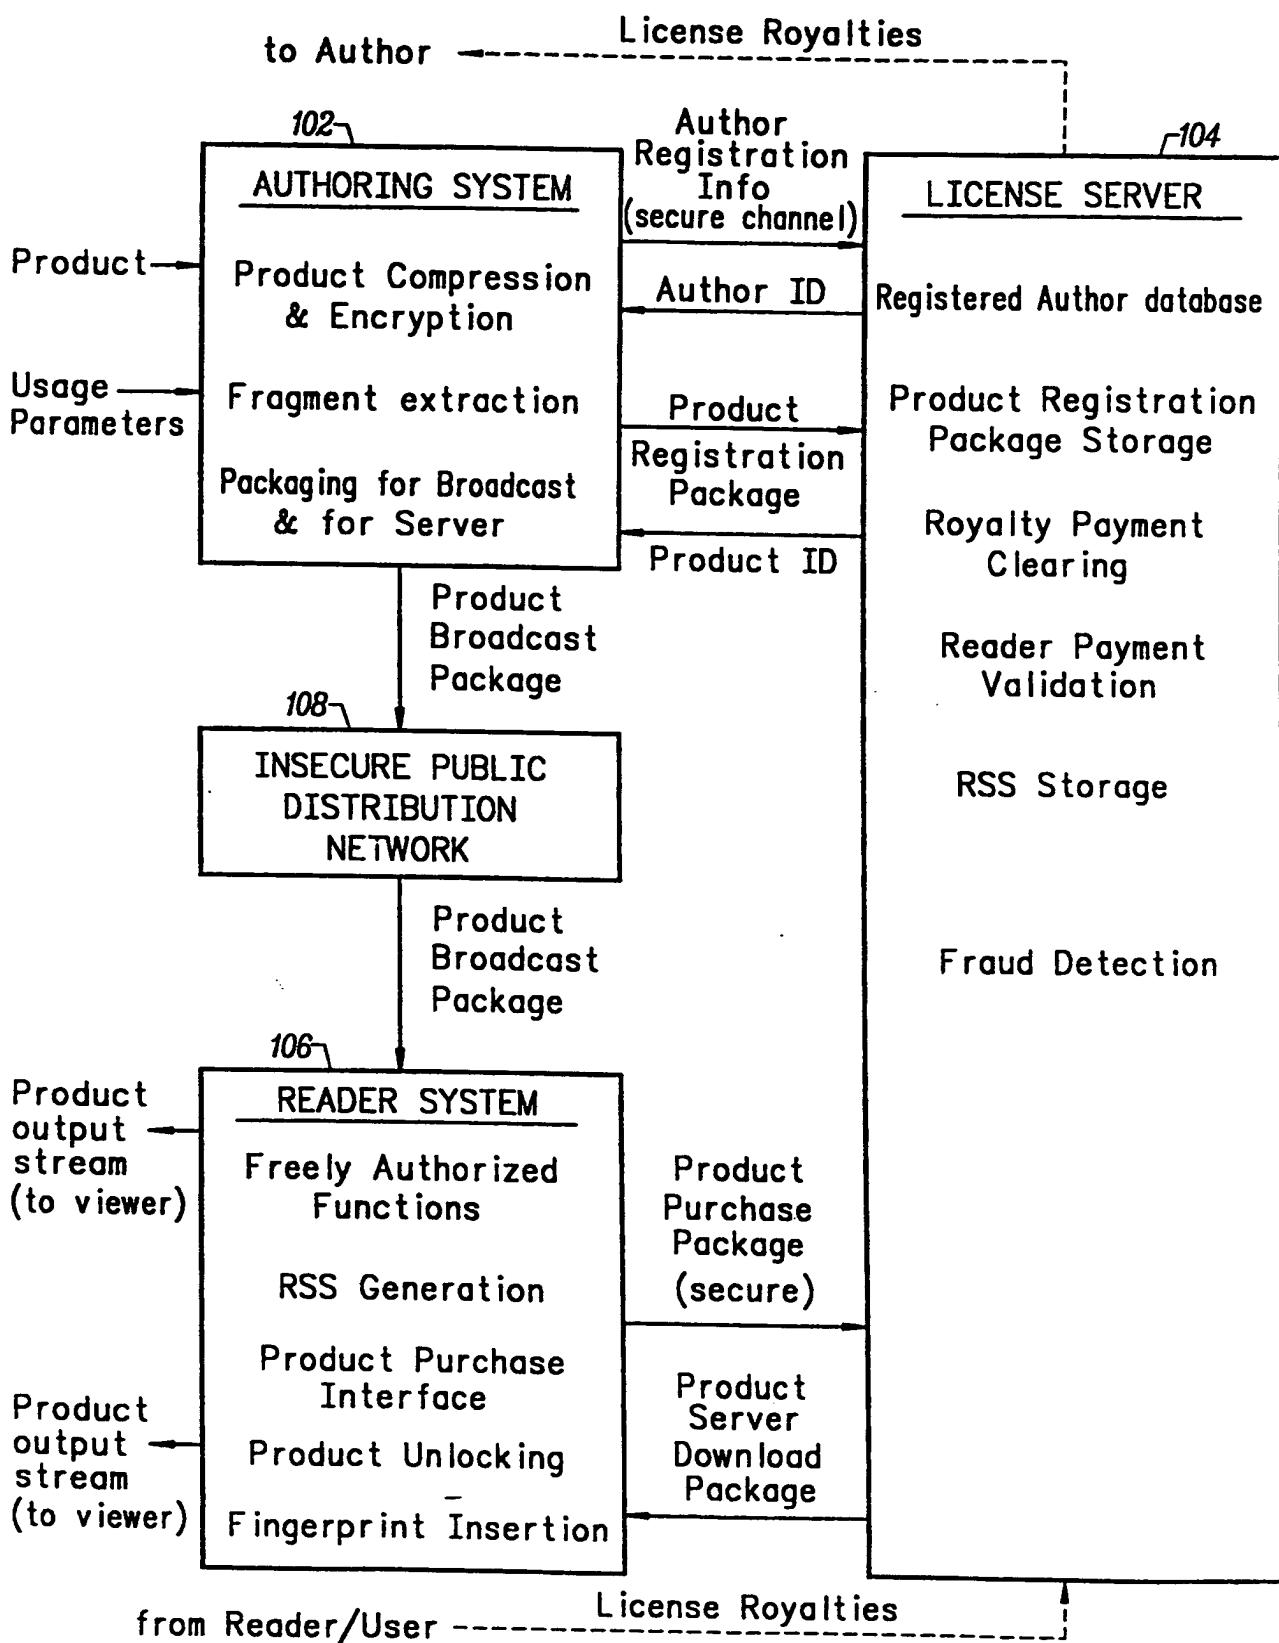 License Royalties
to Author
102
AUTHORING SYSTEM
Product Compression
& Encryption
Fragment extraction
Packaging for Broadcast
& for Server
Product
Usage
Parameters
Author
Registration
Info
(secure channel)
Author ID
Product
Registration
Package
Product ID
104
LICENSE SERVER
Registered Author database
Product Registration
Package Storage
Royalty Payment
Clearing
Reader Payment
Validation
RSS Storage
Fraud Detection
Product
Broadcast
Package
108
INSECURE PUBLIC
DISTRIBUTION
NETWORK
Product
Broadcast
Package
106
READER SYSTEM
Freely Authorized
Functions
RSS Generation
Product Purchase
Interface
Product Unlocking
Fingerprint Insertion
Product
output
stream
(to viewer)
Product
output
stream
(to viewer)
Product
Purchase
Package
(secure)
Product
Server
Download
Package
License Royalties
from Reader/User